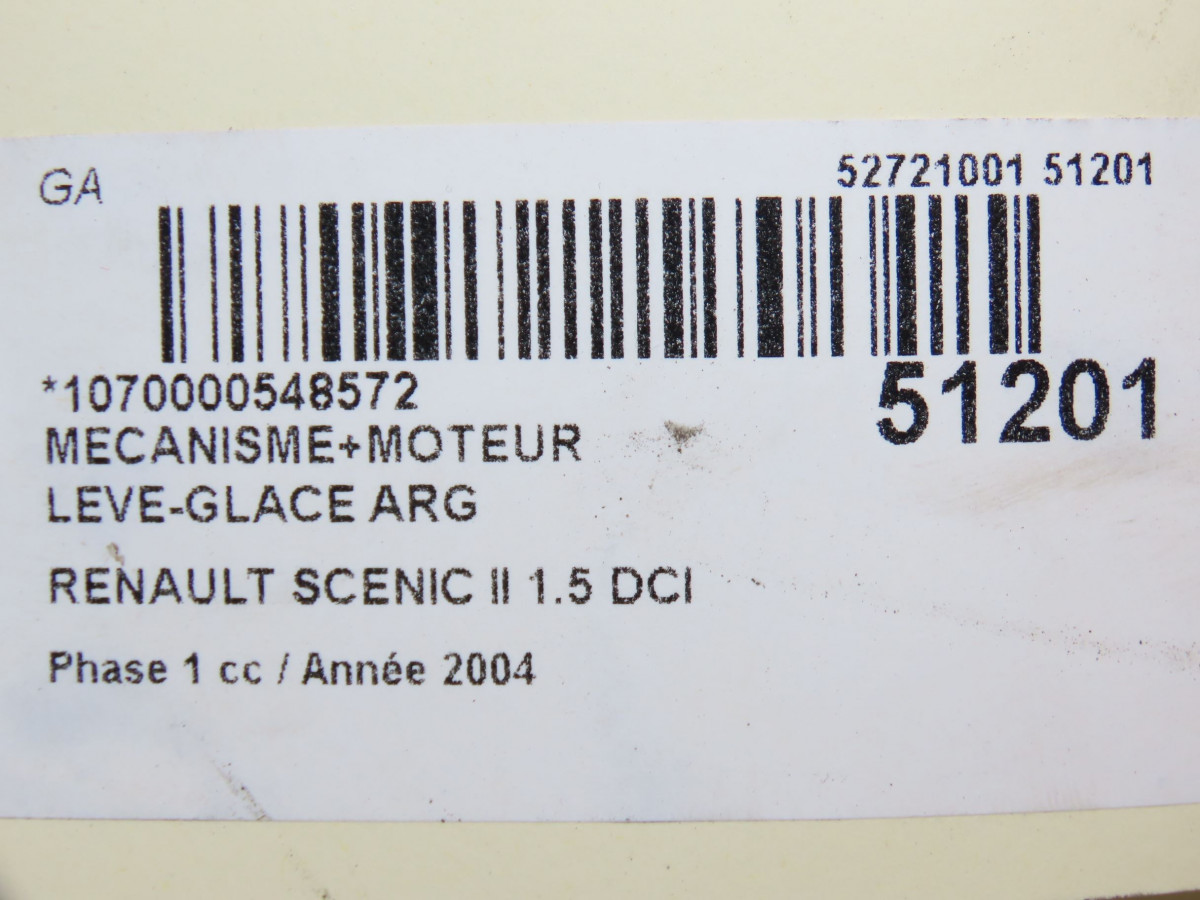 GA
52721001 51201
*1070000548572
51201
MECANISME+MOTEUR
LEVE-GLACE ARG
RENAULT SCENIC II 1.5 DCI
Phase 1 cc / Année 2004